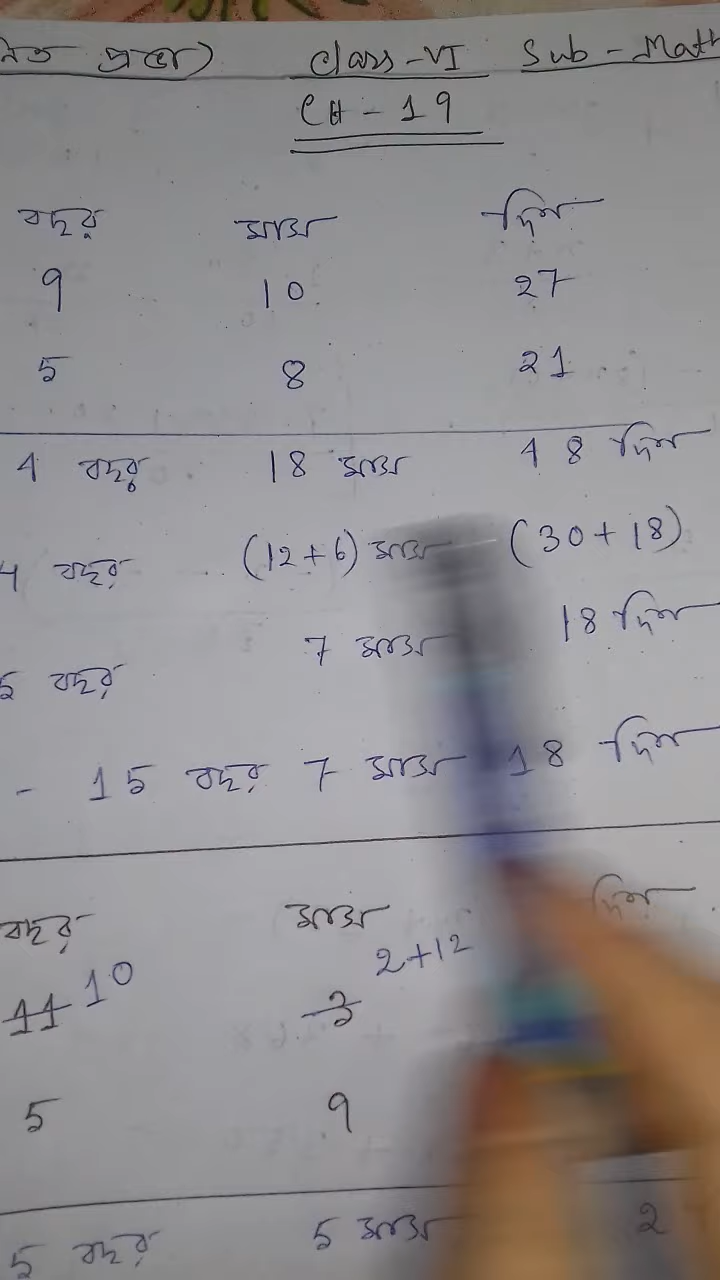 Class-VI Sub-Math
CH-19
বছর মাস দিন
9 10 27
5 8 21
4 বছর 18 মাস 48 দিন
4 বছর (12+6) মাস (30+18)
5 বছর 7 মাস 18 দিন
- 15 বছর 7 মাস 18 দিন
বছর মাস দিন
11 10 2+12
5 9
5 বছর 5 মাস 2